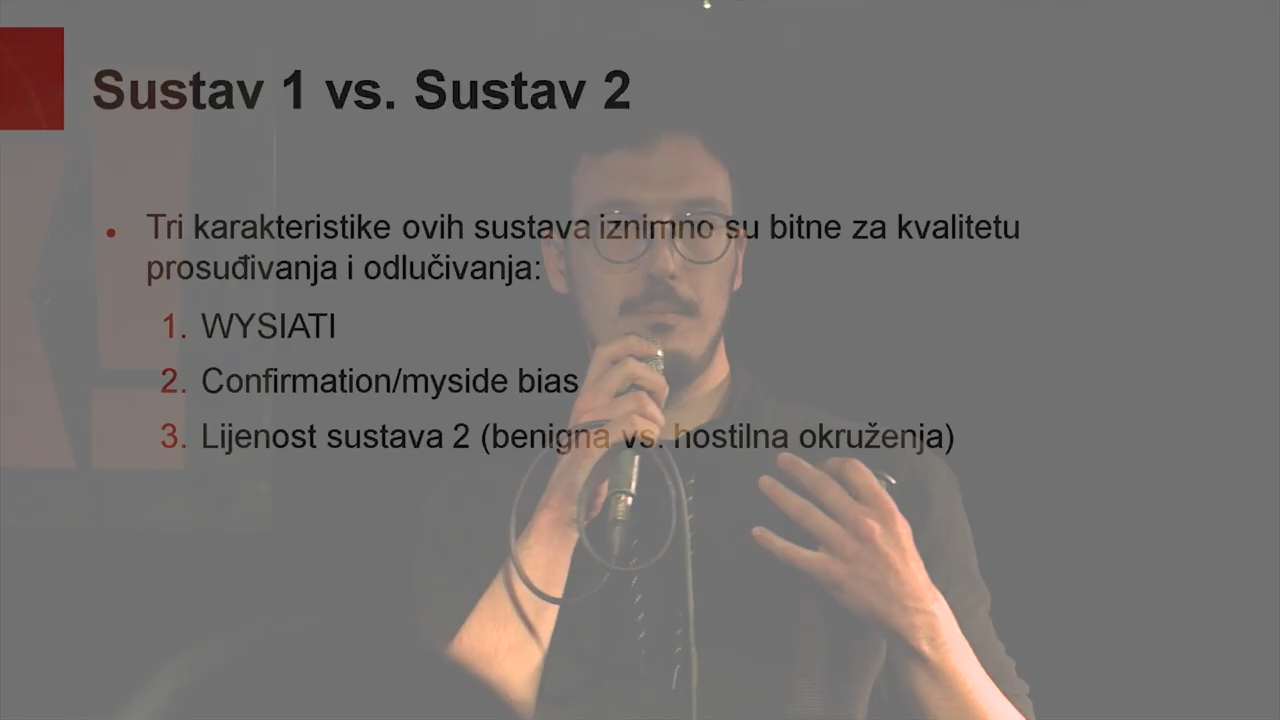 Sustav 1 vs. Sustav 2
Tri karakteristike ovih sustava iznimno su bitne za kvalitetu
prosuđivanja i odlučivanja:
1. WYSIATI
2. Confirmation/myside bias
3. Lijenost sustava 2 (benigna vs. hostilna okruženja)